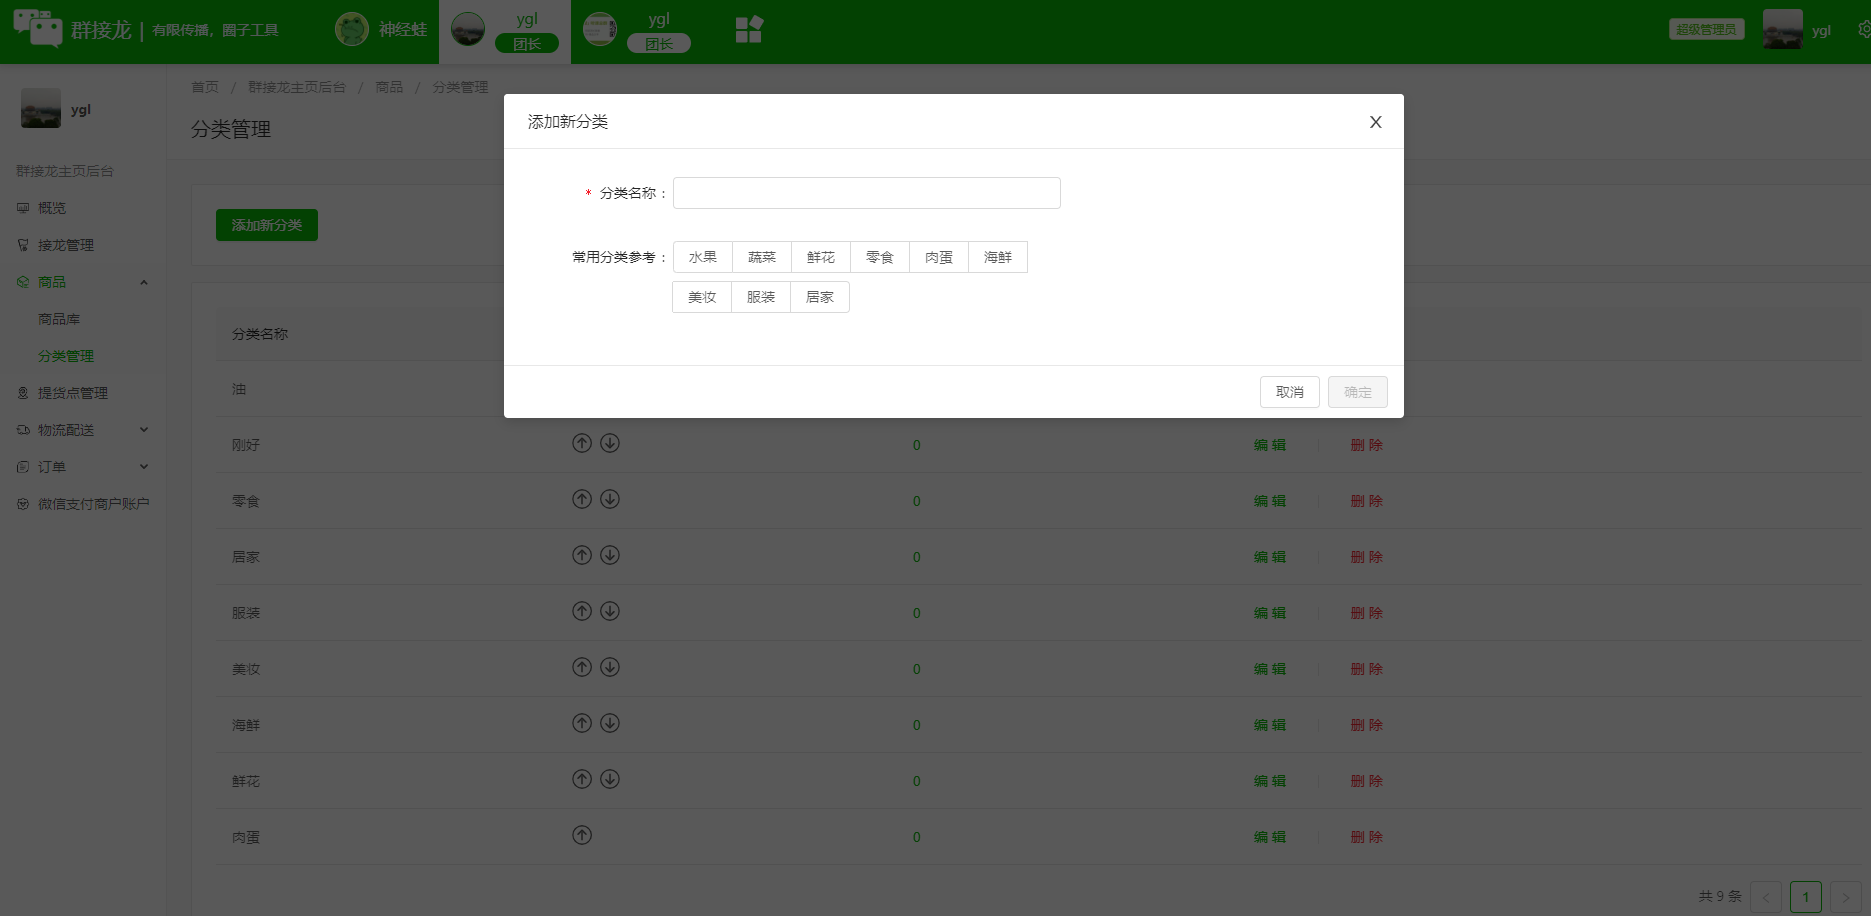 群接龙 | 有限传播，圈子工具
神经蛙
ygl
团长
ygl
团长
超级管理员
ygl
ygl
群接龙主页后台
概览
接龙管理
商品
商品库
分类管理
提货点管理
物流配送
订单
微信支付商户账户
首页 / 群接龙主页后台 / 商品 / 分类管理
分类管理
添加新分类
添加新分类 X
* 分类名称：
常用分类参考： 水果 蔬菜 鲜花 零食 肉蛋 海鲜
美妆 服装 居家
取消 确定
分类名称
油
刚好 0 编辑 删除
零食 0 编辑 删除
居家 0 编辑 删除
服装 0 编辑 删除
美妆 0 编辑 删除
海鲜 0 编辑 删除
鲜花 0 编辑 删除
肉蛋 0 编辑 删除
共 9 条 < 1 >